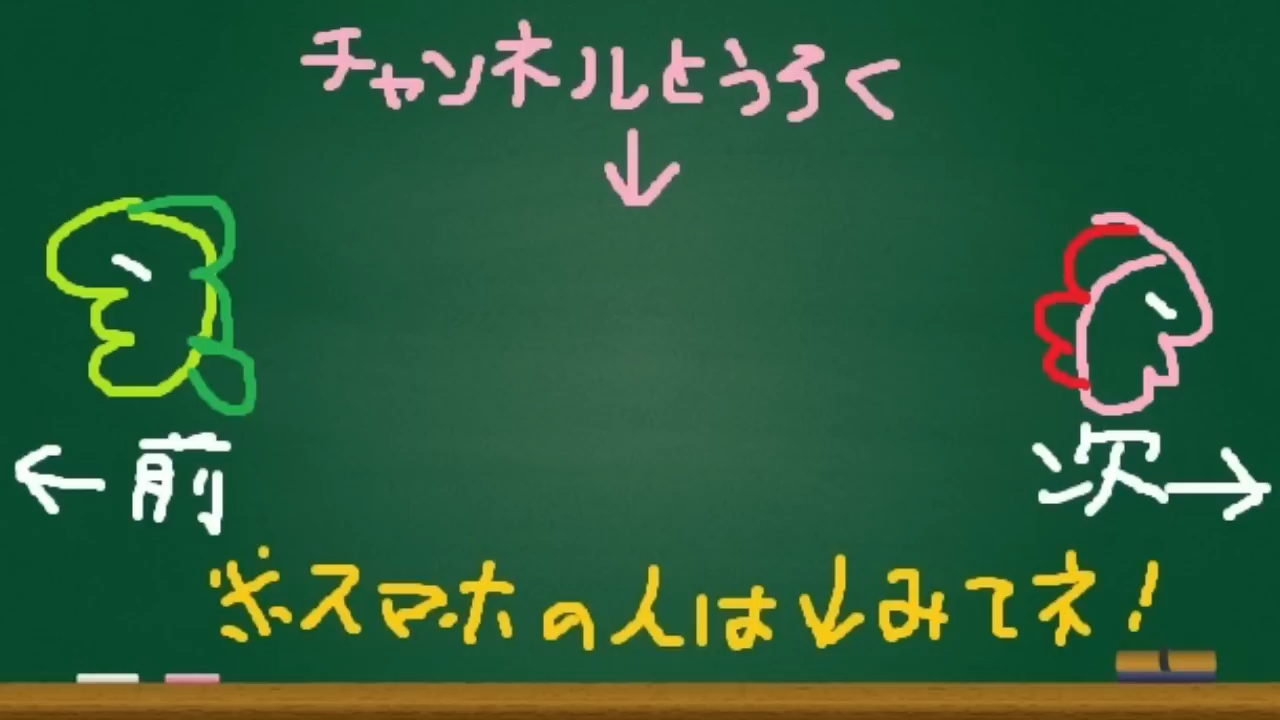 チャンネルとうろく
↓
←前
次→
※スマホの人は↓みてネ!